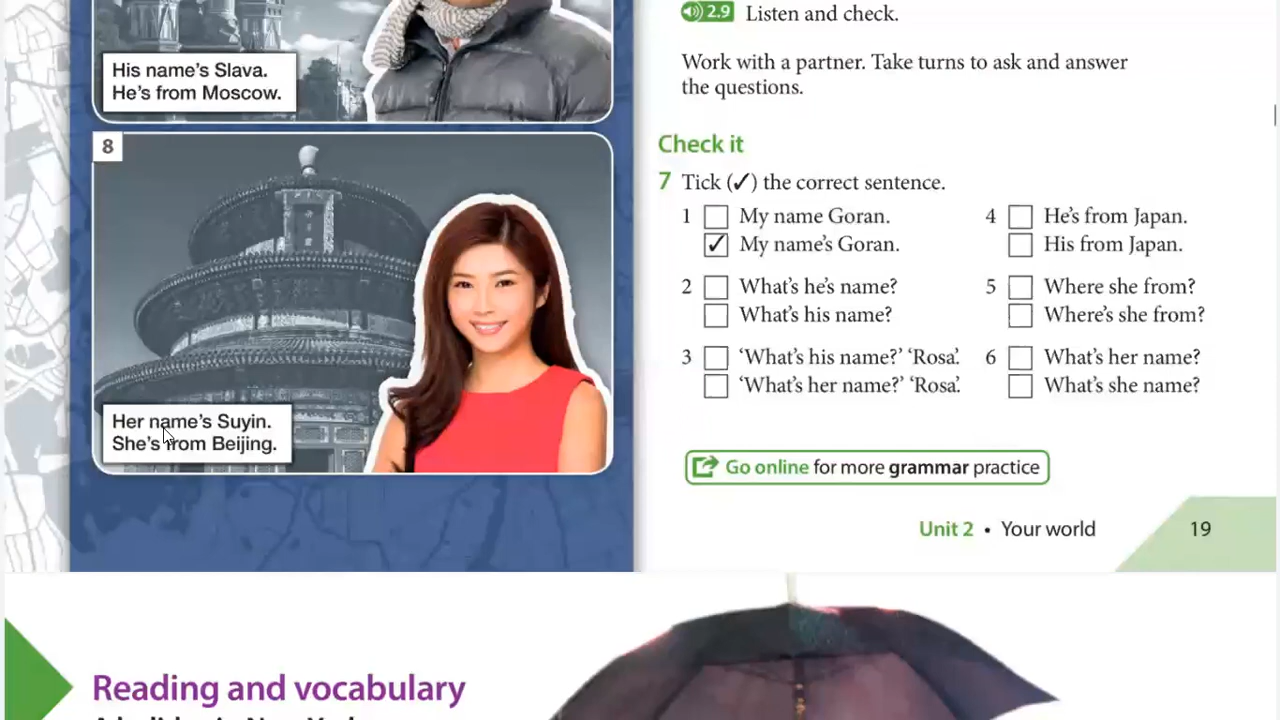 His name's Slava.
He's from Moscow.
8
Her name's Suyin.
She's from Beijing.
2.9 Listen and check.
Work with a partner. Take turns to ask and answer
the questions.
Check it
7 Tick (✓) the correct sentence.
1 My name Goran.
✓ My name's Goran.
2 What's he's name?
What's his name?
3 ‘What's his name?’ ‘Rosa’.
‘What's her name?’ ‘Rosa’.
4 He's from Japan.
His from Japan.
5 Where she from?
Where's she from?
6 What's her name?
What's she name?
Go online for more grammar practice
Unit 2 • Your world 19
Reading and vocabulary